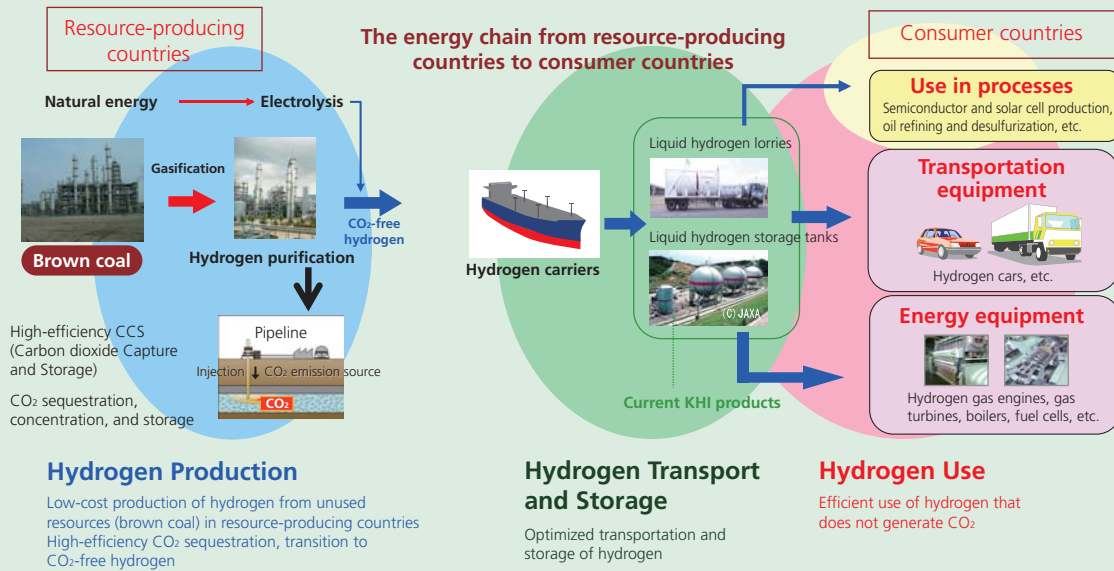 Resource-producing
countries
The energy chain from resource-producing
countries to consumer countries
Consumer countries
Natural energy
Electrolysis
Gasification
Brown coal
Hydrogen purification
CO₂-free
hydrogen
High-efficiency CCS
(Carbon dioxide Capture
and Storage)
CO₂ sequestration,
concentration, and storage
Pipeline
Injection
CO₂ emission source
CO₂
Hydrogen carriers
Liquid hydrogen lorries
Liquid hydrogen storage tanks
(C) JAXA
Current KHI products
Use in processes
Semiconductor and solar cell production,
oil refining and desulfurization, etc.
Transportation
equipment
Hydrogen cars, etc.
Energy equipment
Hydrogen gas engines, gas
turbines, boilers, fuel cells, etc.
Hydrogen Production
Low-cost production of hydrogen from unused
resources (brown coal) in resource-producing countries
High-efficiency CO₂ sequestration, transition to
CO₂-free hydrogen
Hydrogen Transport
and Storage
Optimized transportation and
storage of hydrogen
Hydrogen Use
Efficient use of hydrogen that
does not generate CO₂